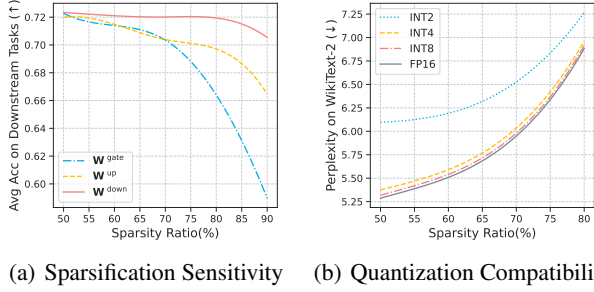 Avg Acc on Downstream Tasks (↑)
0.72
0.70
0.68
0.66
0.64
0.62
0.60
W gate
W up
W down
50 55 60 65 70 75 80 85 90
Sparsity Ratio(%)
(a) Sparsification Sensitivity
Perplexity on WikiText-2 (↓)
7.25
7.00
6.75
6.50
6.25
6.00
5.75
5.50
5.25
INT2
INT4
INT8
FP16
50 55 60 65 70 75 80
Sparsity Ratio(%)
(b) Quantization Compatibili